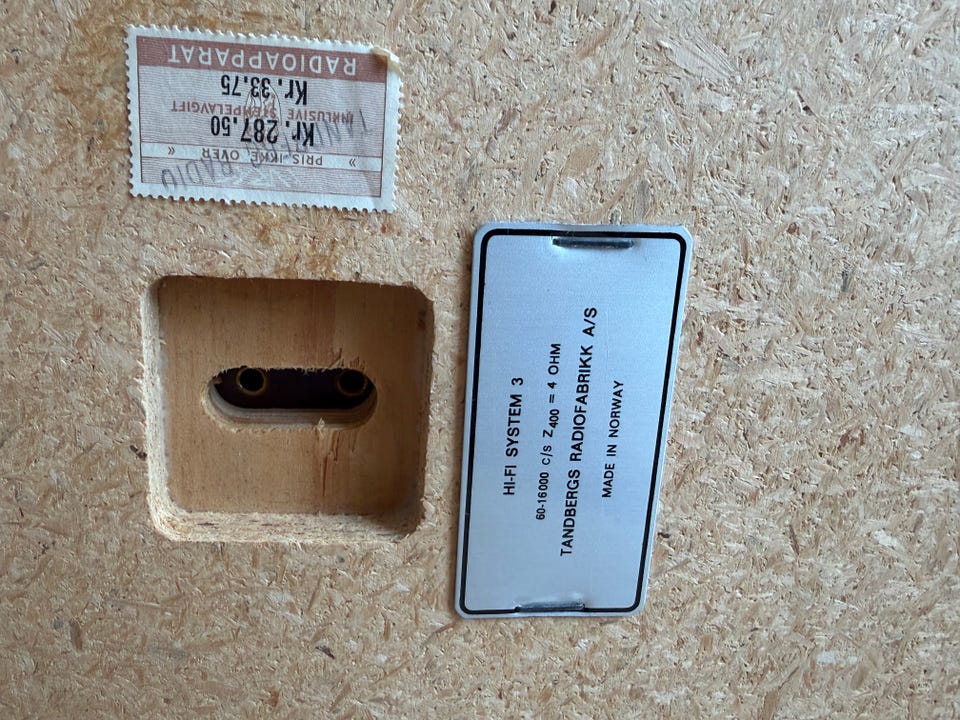 » PRIS IKKE OVER «
Kr. 287.50
INKLUSIVE STEMPELAVGIFT
Kr. 33.75
RADIOAPPARAT
RADIO
HI-FI SYSTEM 3
60-16000 c/s Z400 = 4 OHM
TANDBERGS RADIOFABRIKK A/S
MADE IN NORWAY